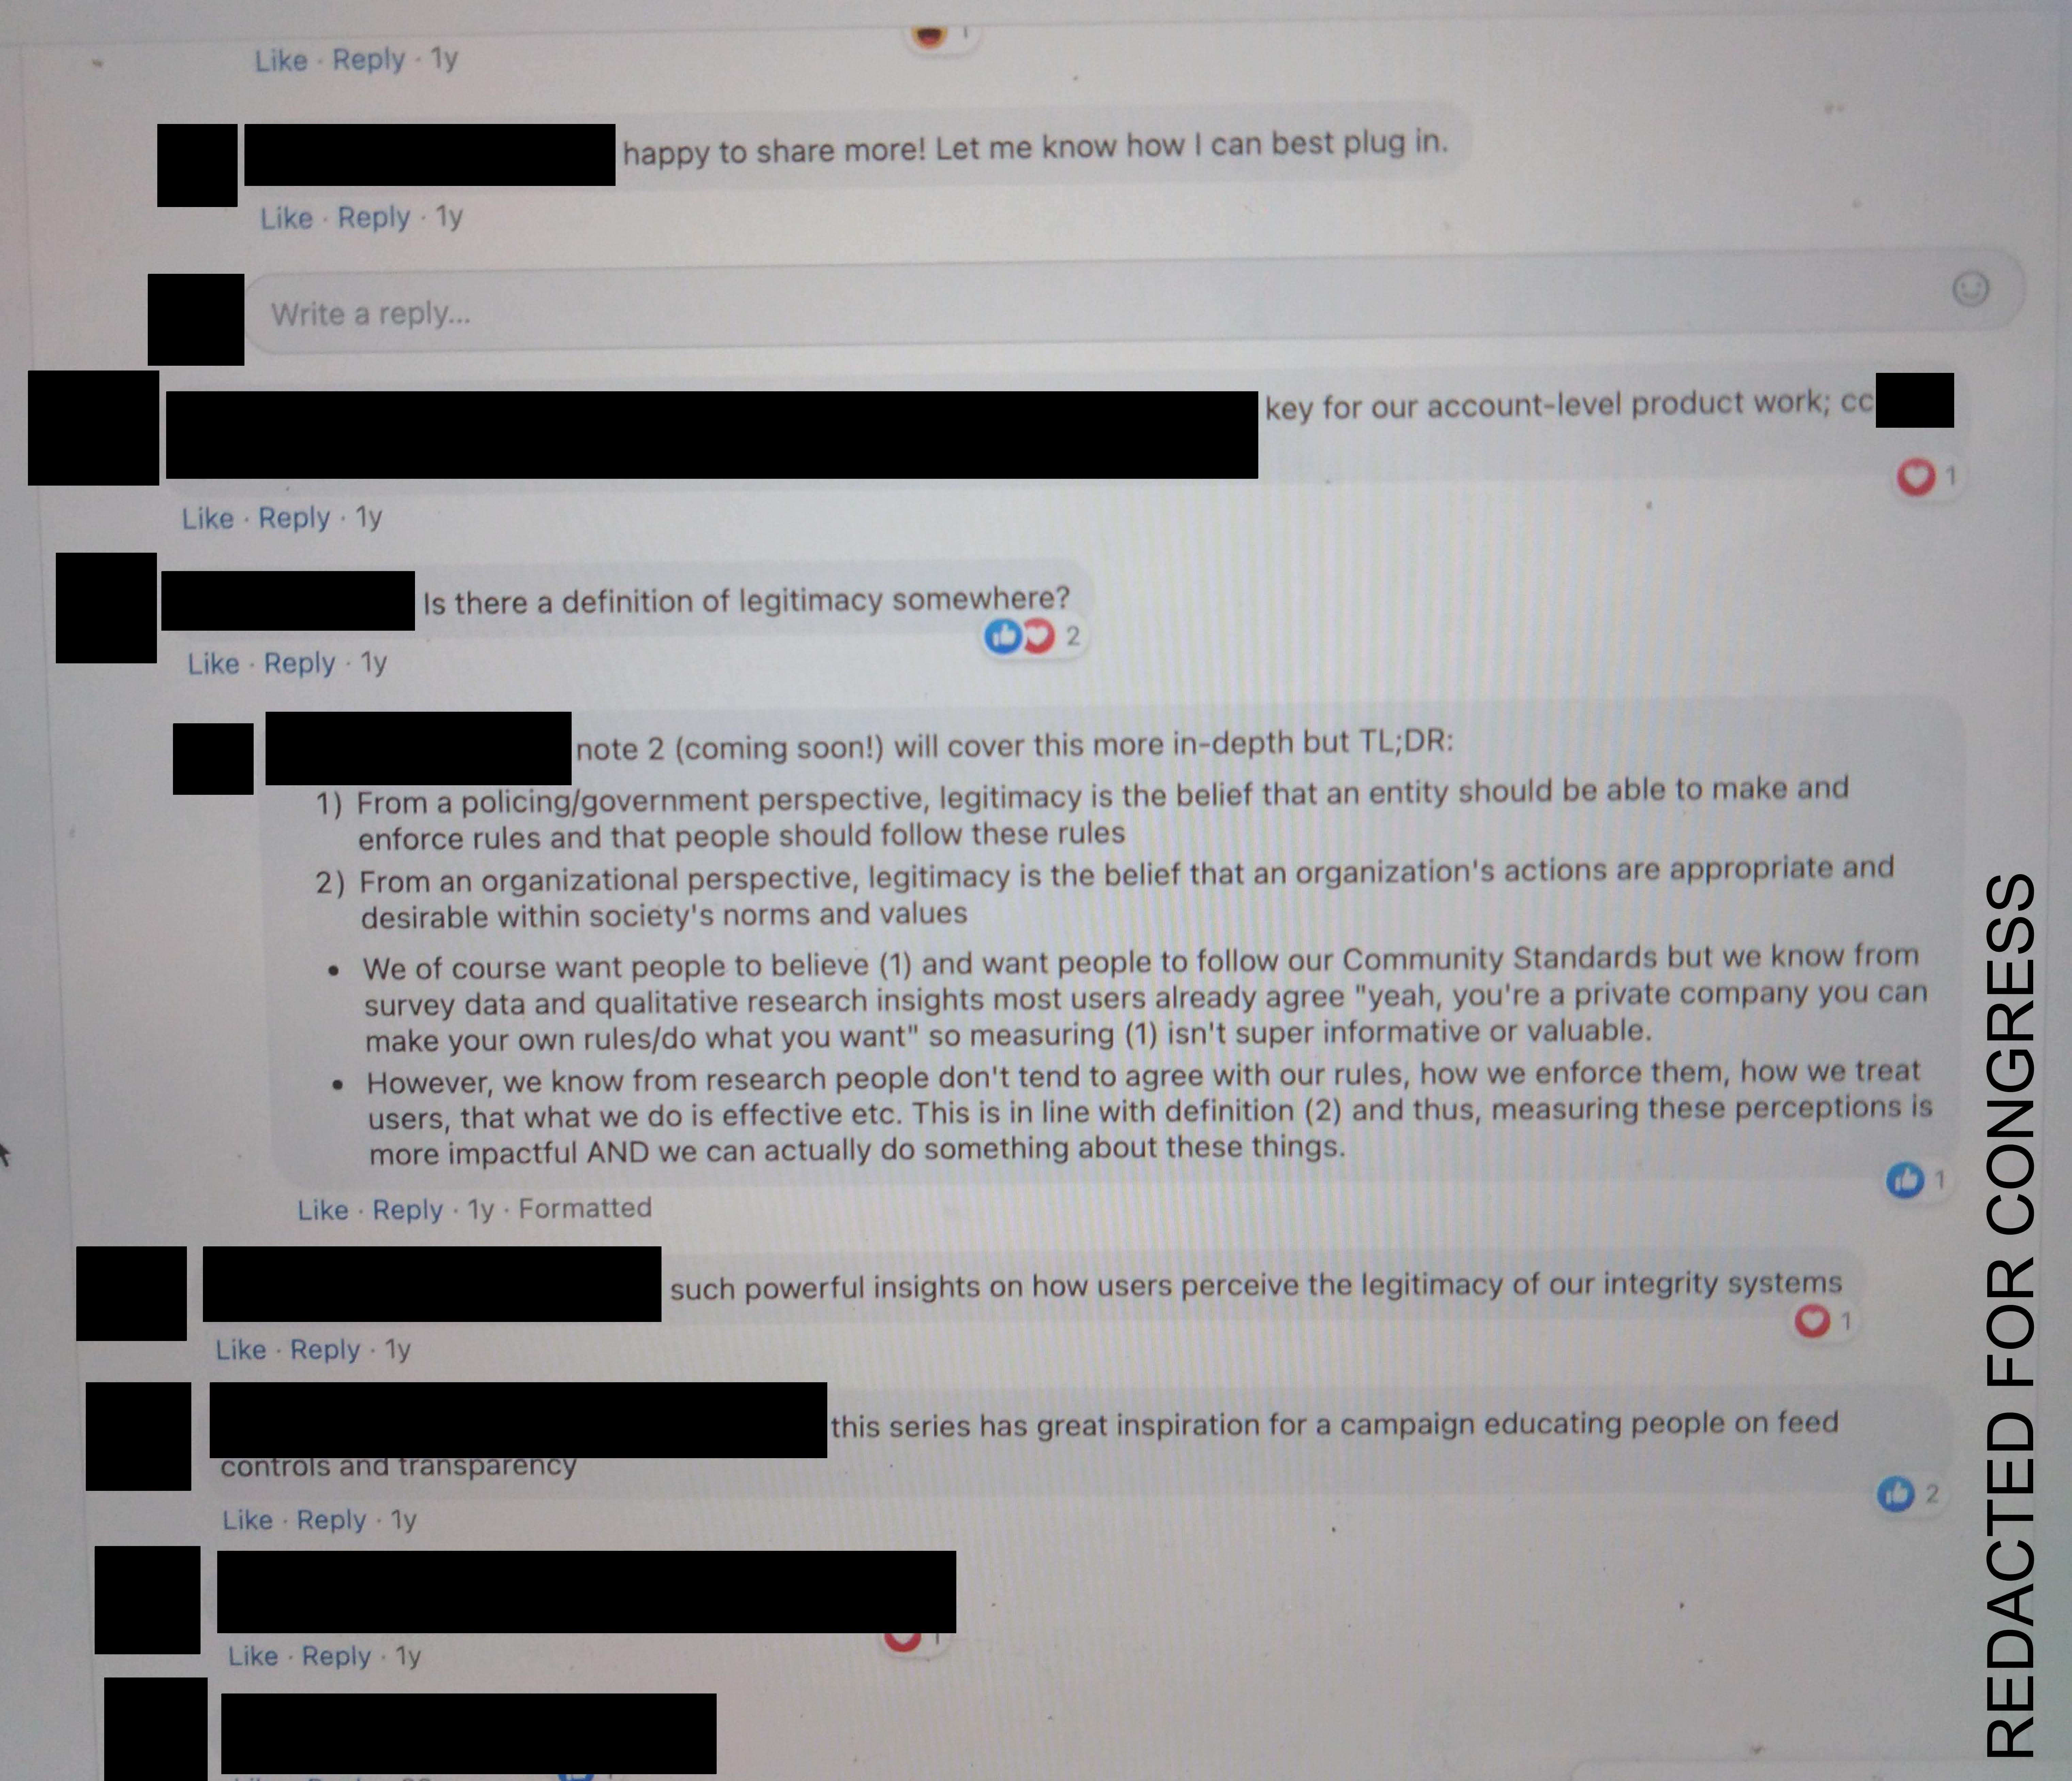 Like · Reply · 1y
1
happy to share more! Let me know how I can best plug in.
Like · Reply · 1y
Write a reply...
key for our account-level product work; cc
1
Like · Reply · 1y
Is there a definition of legitimacy somewhere?
2
Like · Reply · 1y
note 2 (coming soon!) will cover this more in-depth but TL;DR:
1) From a policing/government perspective, legitimacy is the belief that an entity should be able to make and
enforce rules and that people should follow these rules
2) From an organizational perspective, legitimacy is the belief that an organization's actions are appropriate and
desirable within society's norms and values
• We of course want people to believe (1) and want people to follow our Community Standards but we know from
survey data and qualitative research insights most users already agree "yeah, you're a private company you can
make your own rules/do what you want" so measuring (1) isn't super informative or valuable.
• However, we know from research people don't tend to agree with our rules, how we enforce them, how we treat
users, that what we do is effective etc. This is in line with definition (2) and thus, measuring these perceptions is
more impactful AND we can actually do something about these things.
1
Like · Reply · 1y · Formatted
such powerful insights on how users perceive the legitimacy of our integrity systems
1
Like · Reply · 1y
this series has great inspiration for a campaign educating people on feed
controls and transparency
2
Like · Reply · 1y
1
Like · Reply · 1y
REDACTED FOR CONGRESS